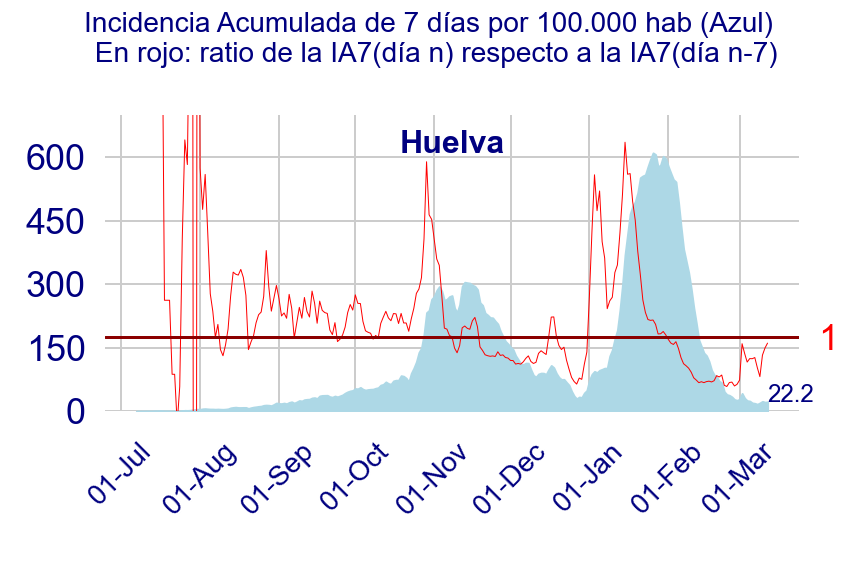 Incidencia Acumulada de 7 días por 100.000 hab (Azul)
En rojo: ratio de la IA7(día n) respecto a la IA7(día n-7)
Huelva
600
450
300
150
0
1
22.2
01-Jul
01-Aug
01-Sep
01-Oct
01-Nov
01-Dec
01-Jan
01-Feb
01-Mar